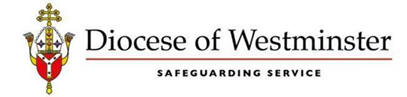 Diocese of Westminster
SAFEGUARDING SERVICE